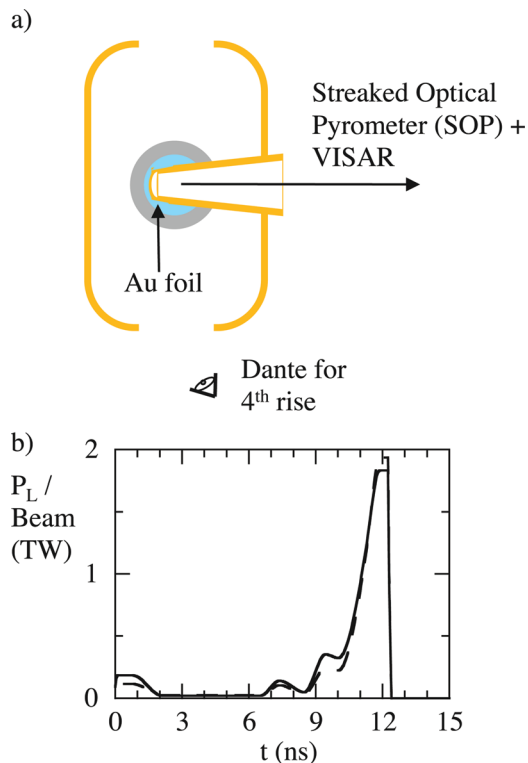 a)
Streaked Optical
Pyrometer (SOP) +
VISAR
Au foil
Dante for
4th rise
b)
2
P_L /
Beam
(TW)
1
0
0 3 6 9 12 15
t (ns)